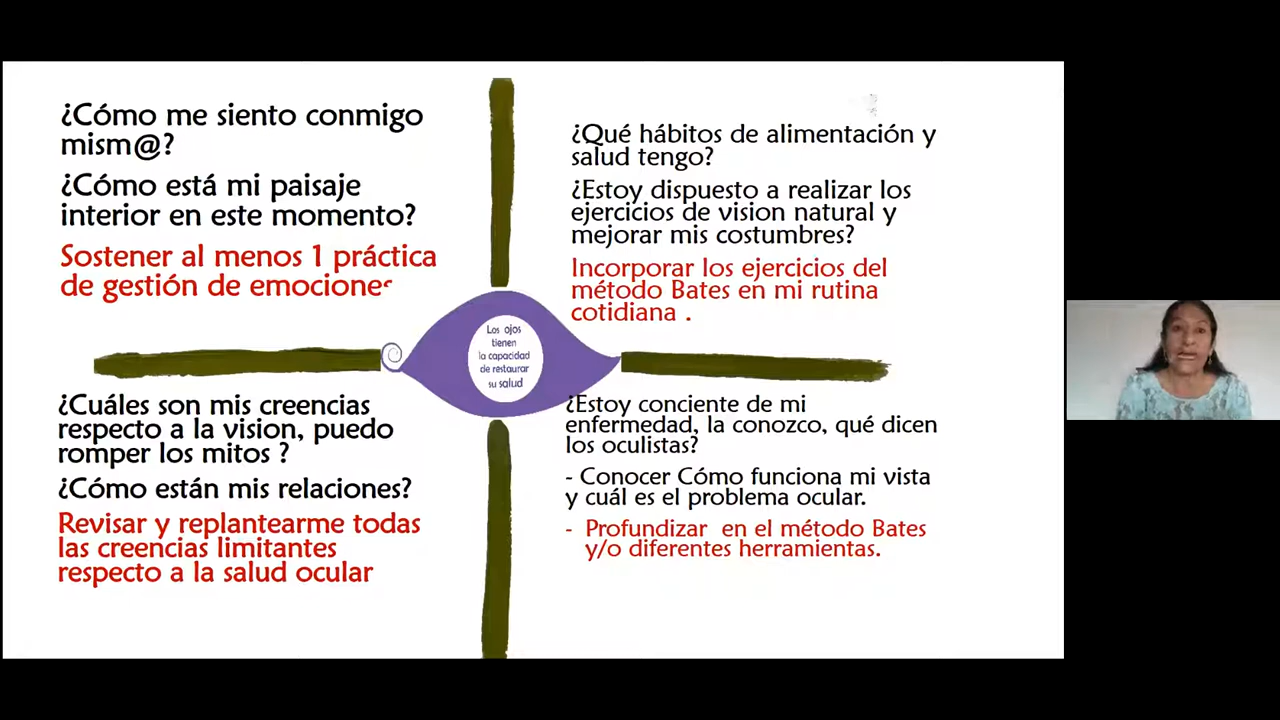 ¿Cómo me siento conmigo
mism@?
¿Cómo está mi paisaje
interior en este momento?
Sostener al menos 1 práctica
de gestión de emociones
¿Qué hábitos de alimentación y
salud tengo?
¿Estoy dispuesto a realizar los
ejercicios de vision natural y
mejorar mis costumbres?
Incorporar los ejercicios del
método Bates en mi rutina
cotidiana .
Los ojos
tienen
la capacidad
de restaurar
su salud
¿Cuáles son mis creencias
respecto a la vision, puedo
romper los mitos ?
¿Cómo están mis relaciones?
Revisar y replantearme todas
las creencias limitantes
respecto a la salud ocular
¿Estoy conciente de mi
enfermedad, la conozco, qué dicen
los oculistas?
- Conocer Cómo funciona mi vista
y cuál es el problema ocular.
- Profundizar en el método Bates
y/o diferentes herramientas.